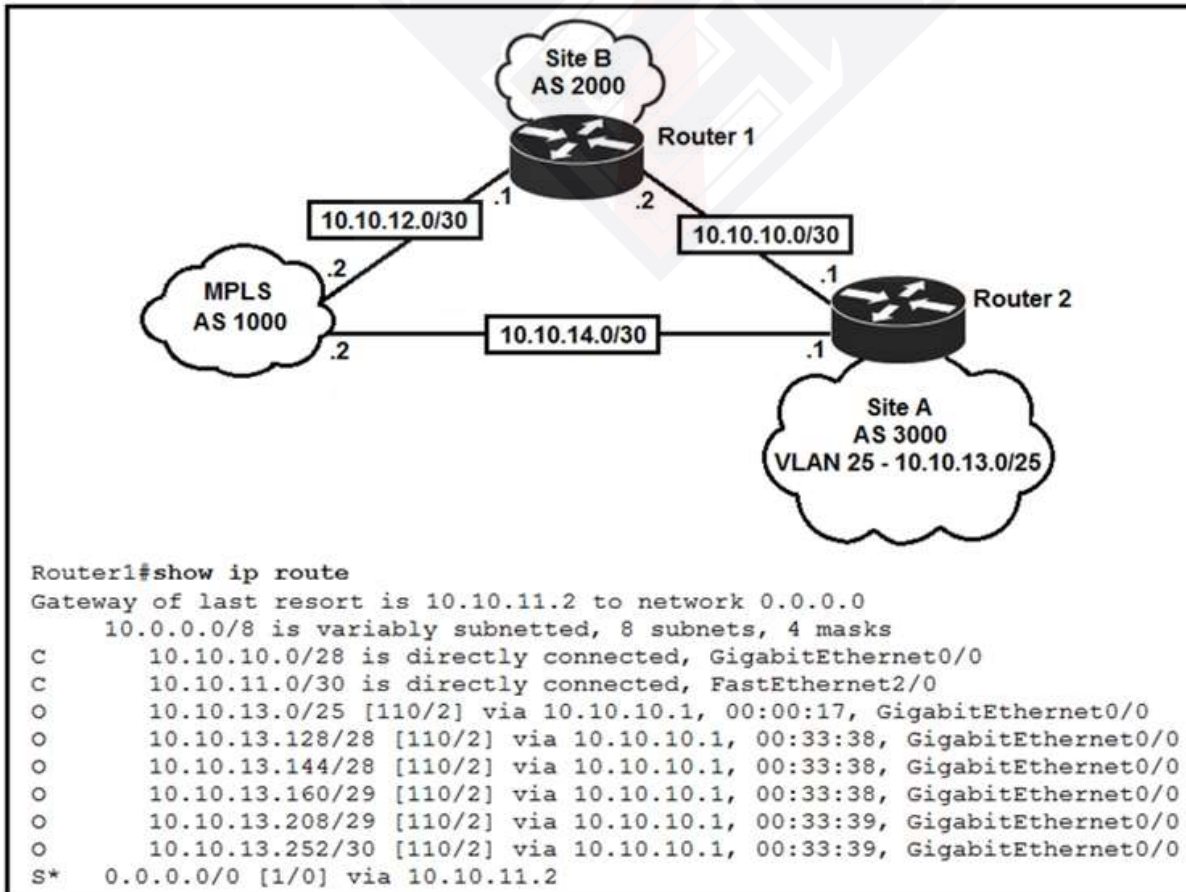 Site B
AS 2000
Router 1
.1
.2
10.10.12.0/30
10.10.10.0/30
.2
.1
MPLS
AS 1000
Router 2
10.10.14.0/30
.2
.1
Site A
AS 3000
VLAN 25 - 10.10.13.0/25
Router1#show ip route
Gateway of last resort is 10.10.11.2 to network 0.0.0.0
10.0.0.0/8 is variably subnetted, 8 subnets, 4 masks
C 10.10.10.0/28 is directly connected, GigabitEthernet0/0
C 10.10.11.0/30 is directly connected, FastEthernet2/0
O 10.10.13.0/25 [110/2] via 10.10.10.1, 00:00:17, GigabitEthernet0/0
O 10.10.13.128/28 [110/2] via 10.10.10.1, 00:33:38, GigabitEthernet0/0
O 10.10.13.144/28 [110/2] via 10.10.10.1, 00:33:38, GigabitEthernet0/0
O 10.10.13.160/29 [110/2] via 10.10.10.1, 00:33:38, GigabitEthernet0/0
O 10.10.13.208/29 [110/2] via 10.10.10.1, 00:33:39, GigabitEthernet0/0
O 10.10.13.252/30 [110/2] via 10.10.10.1, 00:33:39, GigabitEthernet0/0
S* 0.0.0.0/0 [1/0] via 10.10.11.2